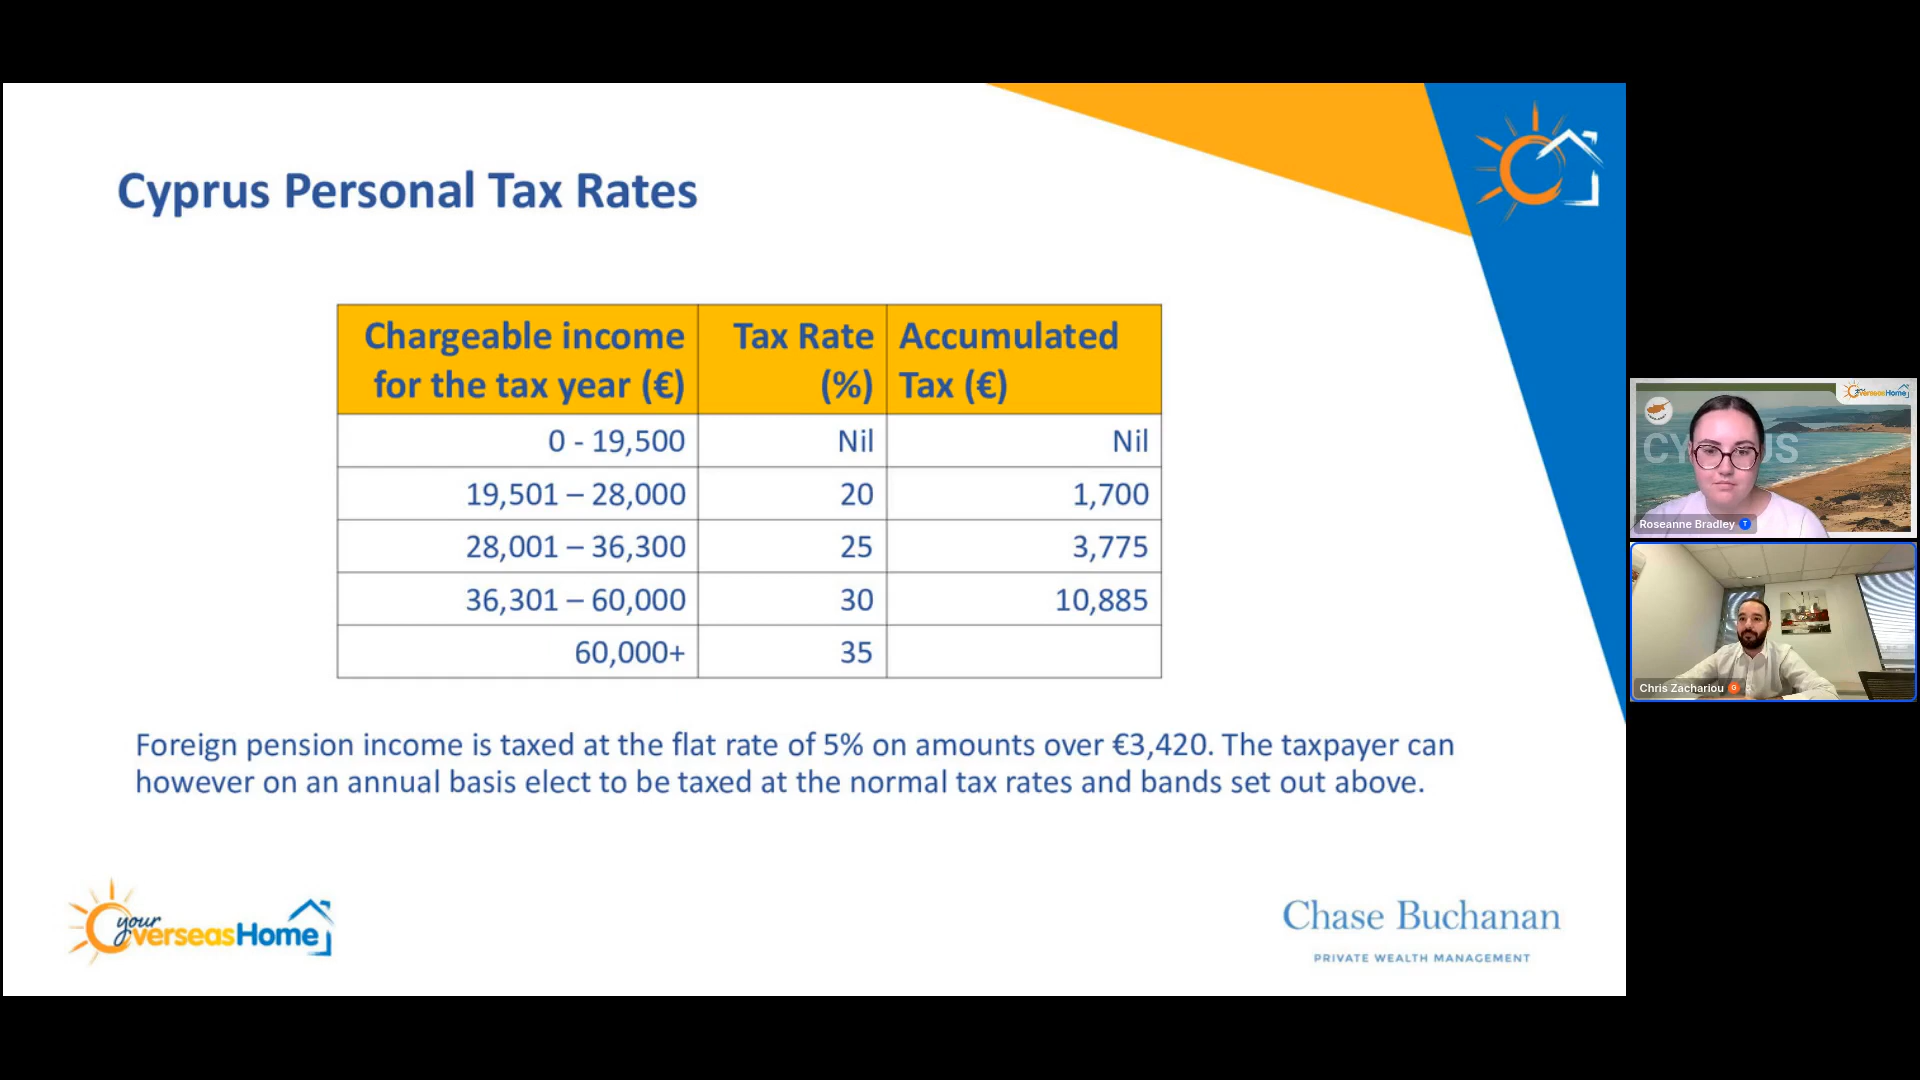 Cyprus Personal Tax Rates
Chargeable income for the tax year (€) Tax Rate (%) Accumulated Tax (€)
0 - 19,500 Nil Nil
19,501 – 28,000 20 1,700
28,001 – 36,300 25 3,775
36,301 – 60,000 30 10,885
60,000+ 35
Foreign pension income is taxed at the flat rate of 5% on amounts over €3,420. The taxpayer can
however on an annual basis elect to be taxed at the normal tax rates and bands set out above.
your
OverseasHome
Chase Buchanan
PRIVATE WEALTH MANAGEMENT
OverseasHome
CY US
Roseanne Bradley T
Chris Zachariou G